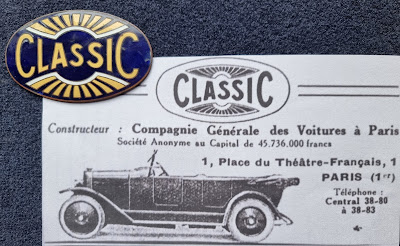 CLASSIC
CLASSIC
Constructeur : Compagnie Générale des Voitures à Paris
Société Anonyme au Capital de 45.736.000 francs
1, Place du Théâtre-Français, 1
PARIS (1er)
Téléphone :
Central 38-80
à 38-83